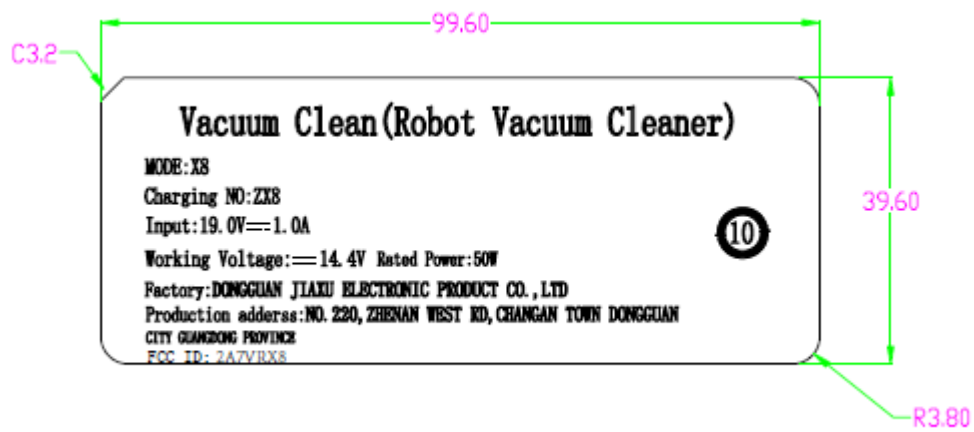 99.60
C3.2
Vacuum Clean(Robot Vacuum Cleaner)
MODE:X8
Charging NO:ZX8
39.60
Input:19.0V⎓1.0A
10
Working Voltage:⎓14.4V Rated Power:50W
Factory:DONGGUAN JIAXU ELECTRONIC PRODUCT CO.,LTD
Production adderss:NO.220,ZHENAN WEST RD,CHANGAN TOWN DONGGUAN
CITY GUANGDONG PROVINCE
FCC ID: 2A7VRX8
R3.80